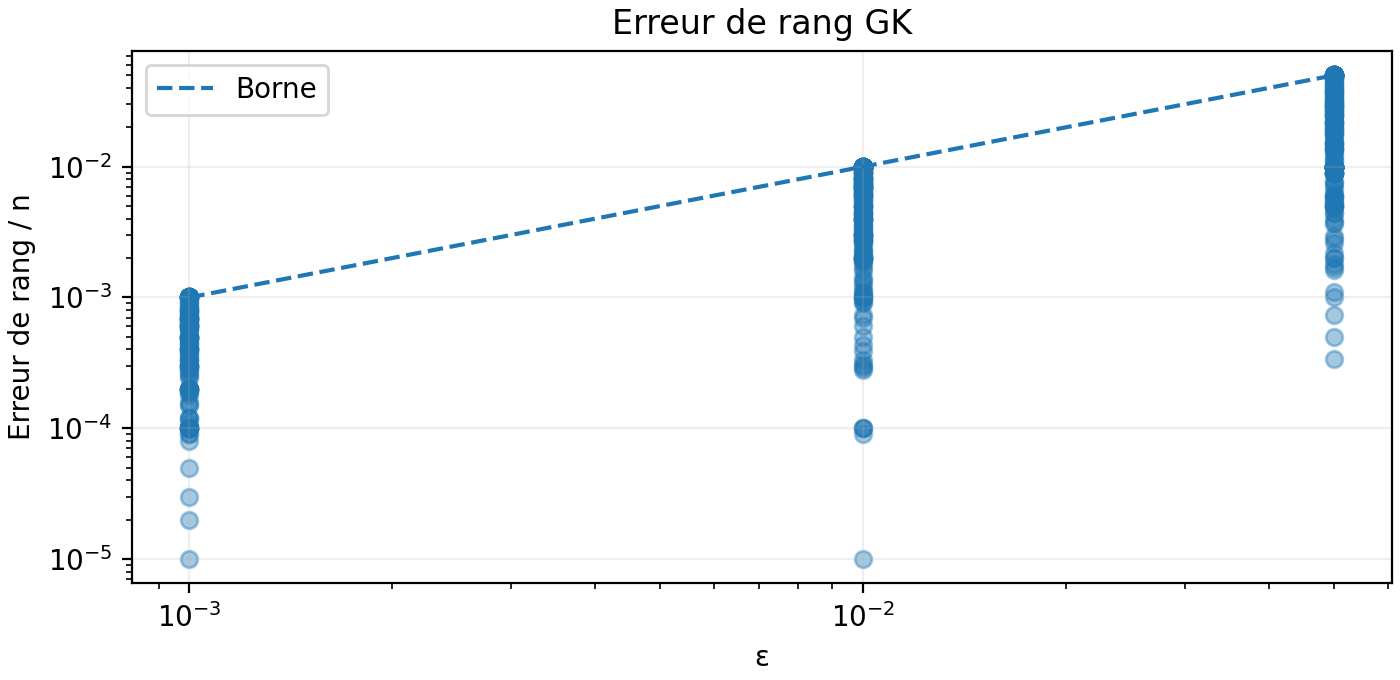 Erreur de rang GK
Borne
Erreur de rang / n
10⁻²
10⁻³
10⁻⁴
10⁻⁵
10⁻³
10⁻²
ε